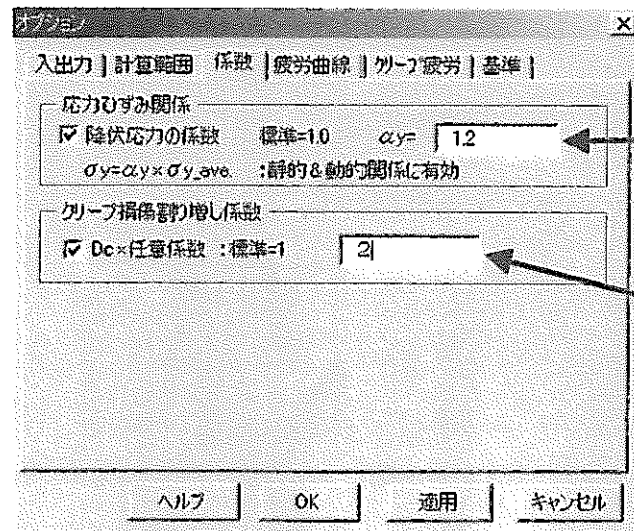 オプション
入出力 計算範囲 係数 疲労曲線 クリープ疲労 基準
応力ひずみ関係
降伏応力の係数 標準=1.0 αy= 1.2
σy=αy×σy_ave. :静的&動的関係に有効
クリープ損傷割り増し係数
Dc×任意係数 :標準=1 2
ヘルプ OK 適用 キャンセル